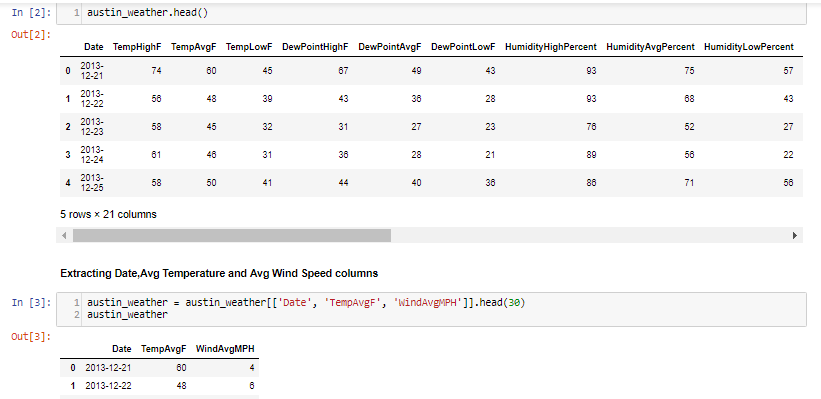 In [2]: 1 austin_weather.head()
Out[2]:
Date TempHighF TempAvgF TempLowF DewPointHighF DewPointAvgF DewPointLowF HumidityHighPercent HumidityAvgPercent HumidityLowPercent
0 2013-12-21 74 60 45 67 49 43 93 75 57
1 2013-12-22 56 48 39 43 36 28 93 68 43
2 2013-12-23 58 45 32 31 27 23 76 52 27
3 2013-12-24 61 46 31 36 28 21 89 56 22
4 2013-12-25 58 50 41 44 40 36 86 71 56
5 rows × 21 columns
Extracting Date,Avg Temperature and Avg Wind Speed columns
In [3]: 1 austin_weather = austin_weather[['Date', 'TempAvgF', 'WindAvgMPH']].head(30)
2 austin_weather
Out[3]:
Date TempAvgF WindAvgMPH
0 2013-12-21 60 4
1 2013-12-22 48 6